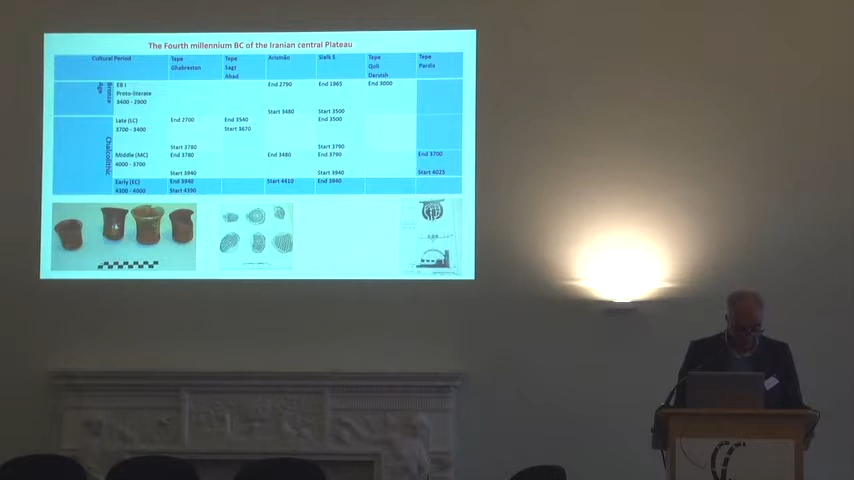 The Fourth millennium BC of the Iranian central Plateau
Cultural Period Tepe Ghabrestan Tepe Sagz Abad Arisman Sialk S Tepe Qoli Darvish Tepe Pardis
Bronze Age EB I Proto-literate 3400 - 2900 End 2790 End 1965 End 3000
Start 3480 Start 3500
Chalcolithic Late (LC) 3700 - 3400 End 2700 End 3540 Start 3670 End 3500
Start 3780 Start 3790
Middle (MC) 4000 - 3700 End 3780 End 3480 End 3790 End 3700
Start 3940 Start 3940 Start 4025
Early (EC) 4300 - 4000 End 3940 Start 4390 Start 4410 End 3940